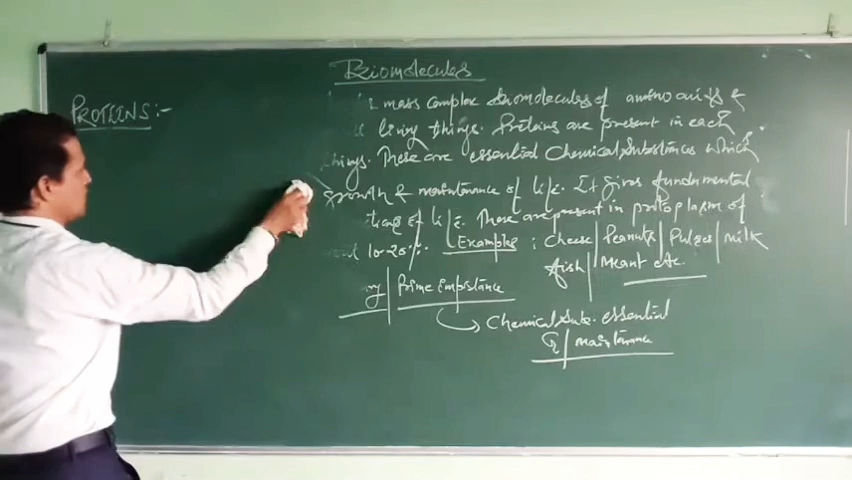 Biomolecules
PROTEINS:-
mass complex biomolecules of amino acids &
living things. Proteins are present in each
things. These are essential Chemical Substances which
growth & maintenance of life. It gives fundamental
of life. These are present in protoplasm of
10-20%. Examples : Cheese | Peanuts | Pulses | Milk
fish | Meant etc.
Prime impistance
Chemical Subs. essential
G | maintenance